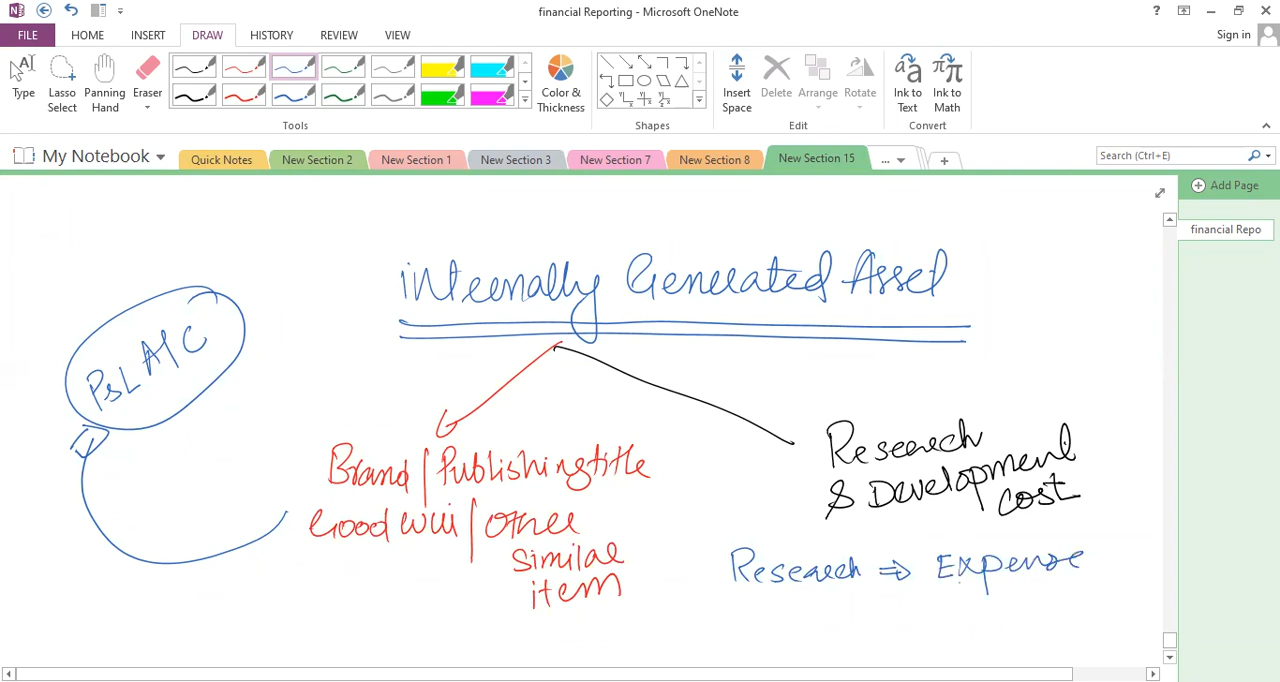 financial Reporting - Microsoft OneNote
? 
Sign in
FILE HOME INSERT DRAW HISTORY REVIEW VIEW
Type
Lasso Select
Panning Hand
Eraser
Color & Thickness
Insert Space
Delete
Arrange
Rotate
Ink to Text
Ink to Math
Tools Shapes Edit Convert
My Notebook Quick Notes New Section 2 New Section 1 New Section 3 New Section 7 New Section 8 New Section 15 ... Search (Ctrl+E)
Add Page
financial Repo
internally Generated Asset
P&L A/C
Brand / Publishing title
Good will / other
similar
item
Research
& Development
cost
Research ⇒ Expense